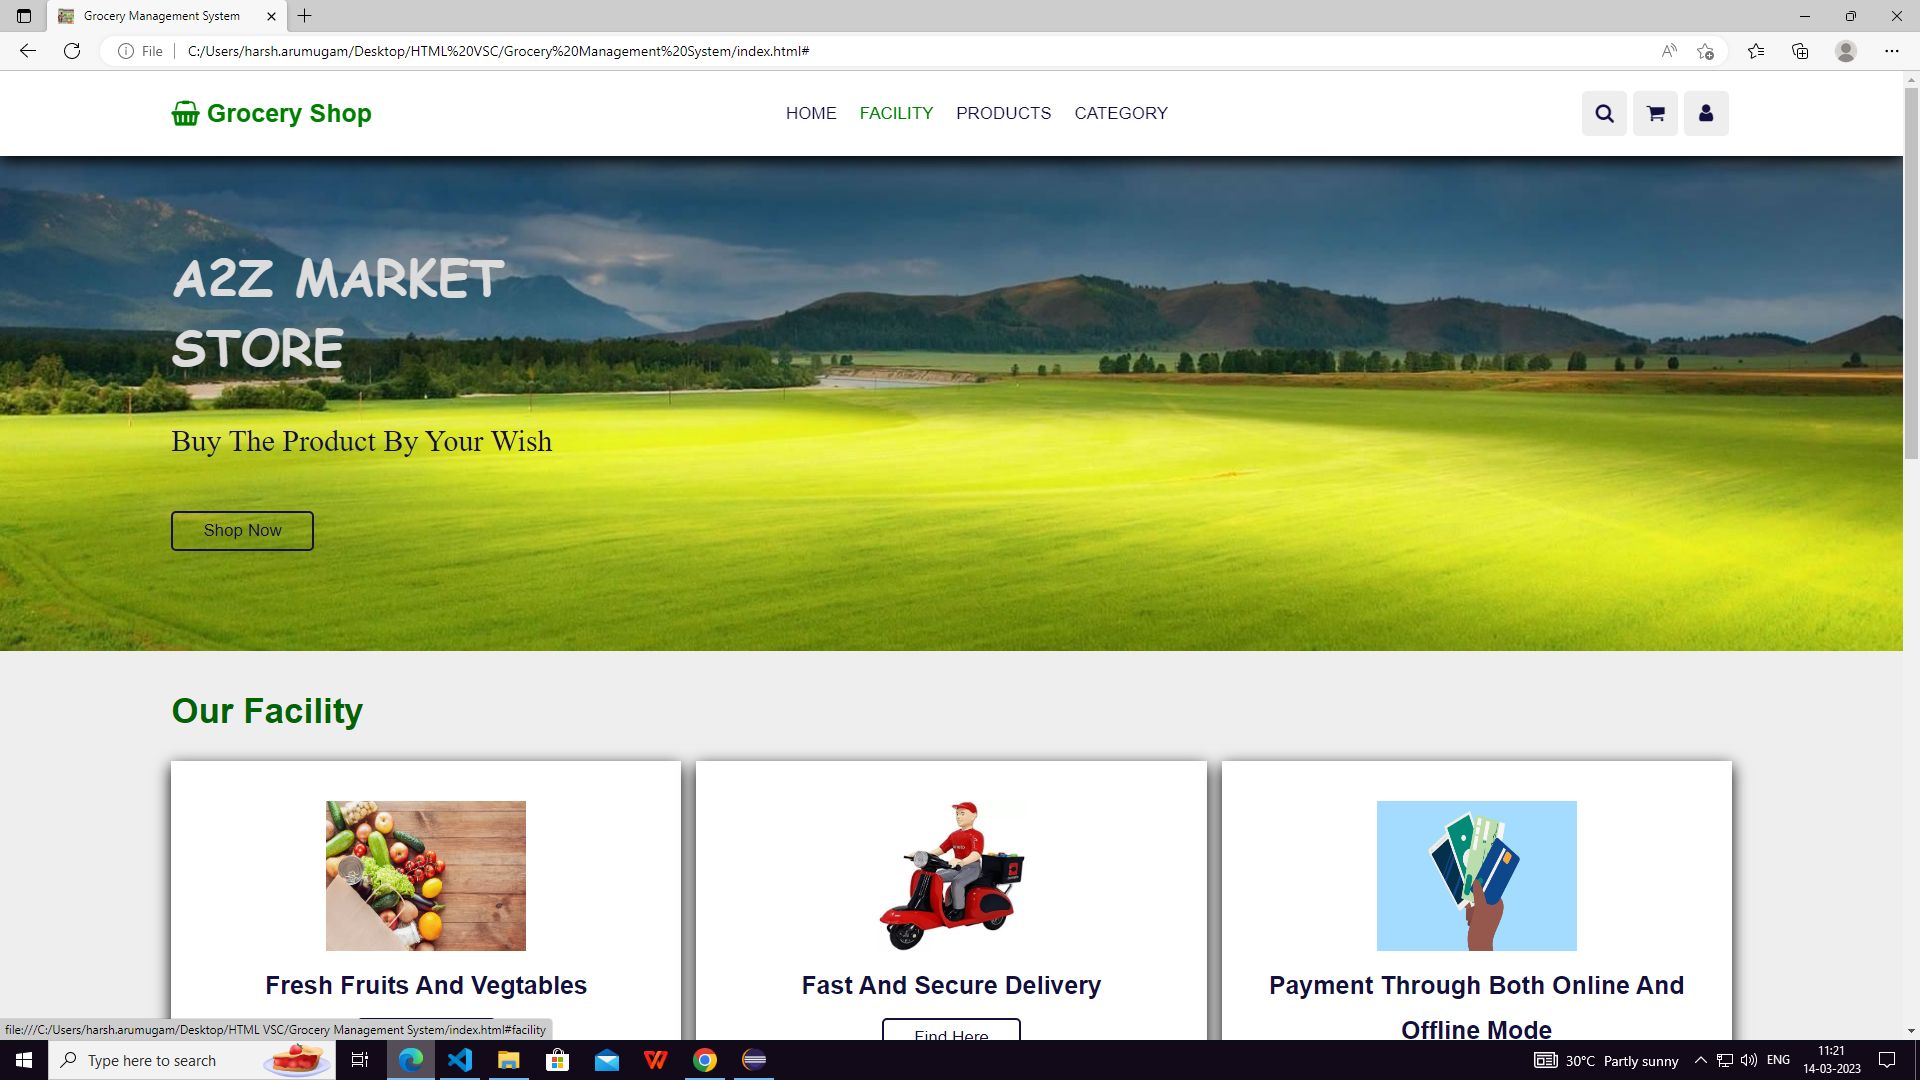 Grocery Management System
File
C:/Users/harsh.arumugam/Desktop/HTML%20VSC/Grocery%20Management%20System/index.html#
Grocery Shop
HOME FACILITY PRODUCTS CATEGORY
A2Z MARKET
STORE
Buy The Product By Your Wish
Shop Now
Our Facility
Fresh Fruits And Vegtables
Fast And Secure Delivery
Find Here
Payment Through Both Online And
Offline Mode
file:///C:/Users/harsh.arumugam/Desktop/HTML VSC/Grocery Management System/index.html#facility
Type here to search
30°C Partly sunny
ENG
11:21
14-03-2023